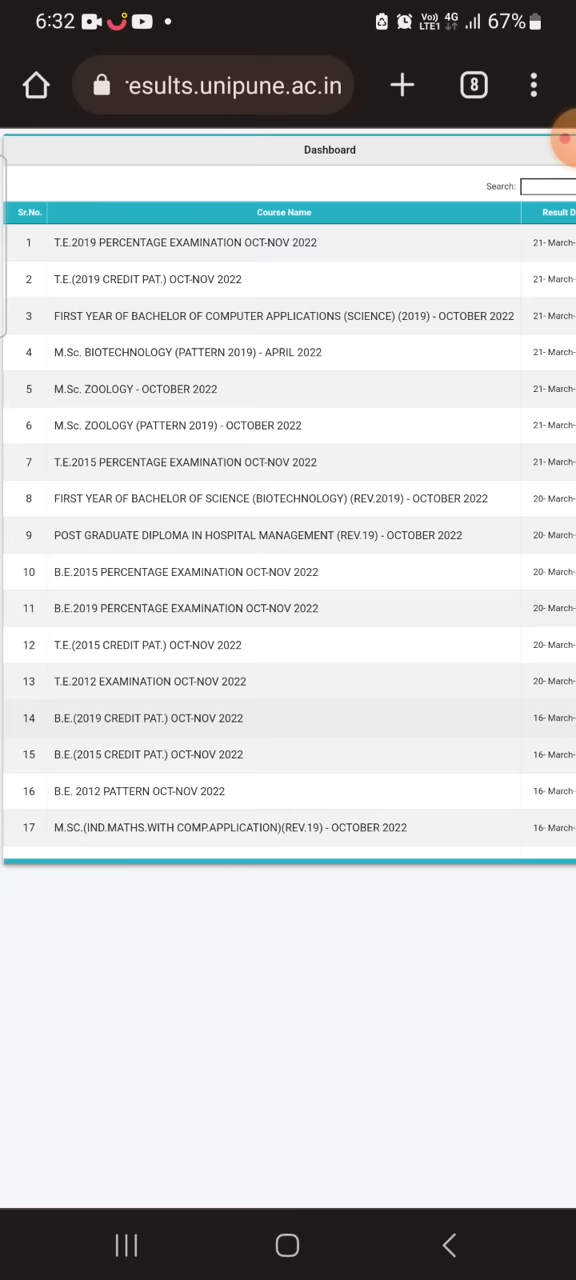 6:32
Vo)) 4G
LTE1
67%
esults.unipune.ac.in
8
Dashboard
Search:
Sr.No. Course Name Result D
1 T.E.2019 PERCENTAGE EXAMINATION OCT-NOV 2022 21- March-
2 T.E.(2019 CREDIT PAT.) OCT-NOV 2022 21- March-
3 FIRST YEAR OF BACHELOR OF COMPUTER APPLICATIONS (SCIENCE) (2019) - OCTOBER 2022 21- March-
4 M.Sc. BIOTECHNOLOGY (PATTERN 2019) - APRIL 2022 21- March-
5 M.Sc. ZOOLOGY - OCTOBER 2022 21- March-
6 M.Sc. ZOOLOGY (PATTERN 2019) - OCTOBER 2022 21- March-
7 T.E.2015 PERCENTAGE EXAMINATION OCT-NOV 2022 21- March-
8 FIRST YEAR OF BACHELOR OF SCIENCE (BIOTECHNOLOGY) (REV.2019) - OCTOBER 2022 20- March-
9 POST GRADUATE DIPLOMA IN HOSPITAL MANAGEMENT (REV.19) - OCTOBER 2022 20- March-
10 B.E.2015 PERCENTAGE EXAMINATION OCT-NOV 2022 20- March-
11 B.E.2019 PERCENTAGE EXAMINATION OCT-NOV 2022 20- March-
12 T.E.(2015 CREDIT PAT.) OCT-NOV 2022 20- March-
13 T.E.2012 EXAMINATION OCT-NOV 2022 20- March-
14 B.E.(2019 CREDIT PAT.) OCT-NOV 2022 16- March-
15 B.E.(2015 CREDIT PAT.) OCT-NOV 2022 16- March-
16 B.E. 2012 PATTERN OCT-NOV 2022 16- March-
17 M.SC.(IND.MATHS.WITH COMP.APPLICATION)(REV.19) - OCTOBER 2022 16- March-